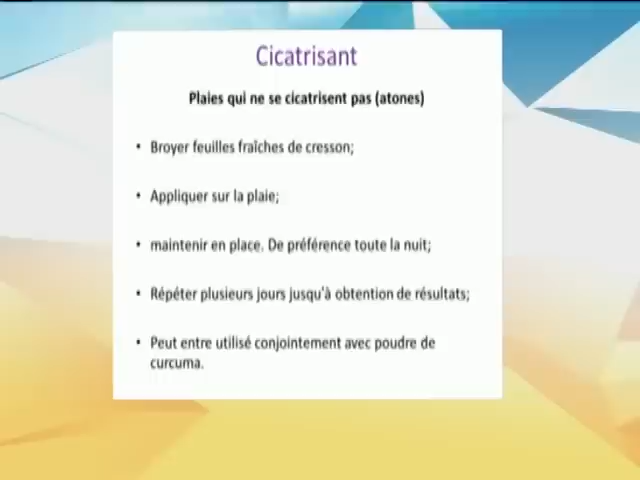 Cicatrisant
Plaies qui ne se cicatrisent pas (atones)
• Broyer feuilles fraîches de cresson;
• Appliquer sur la plaie;
• maintenir en place. De préférence toute la nuit;
• Répéter plusieurs jours jusqu'à obtention de résultats;
• Peut entre utilisé conjointement avec poudre de
curcuma.